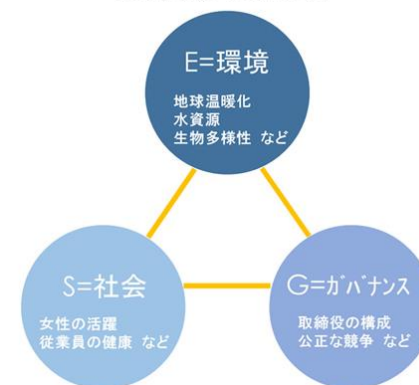 E=環境
地球温暖化
水資源
生物多様性 など
S=社会
女性の活躍
従業員の健康 など
G=ｶﾞﾊﾞﾅﾝｽ
取締役の構成
公正な競争 など